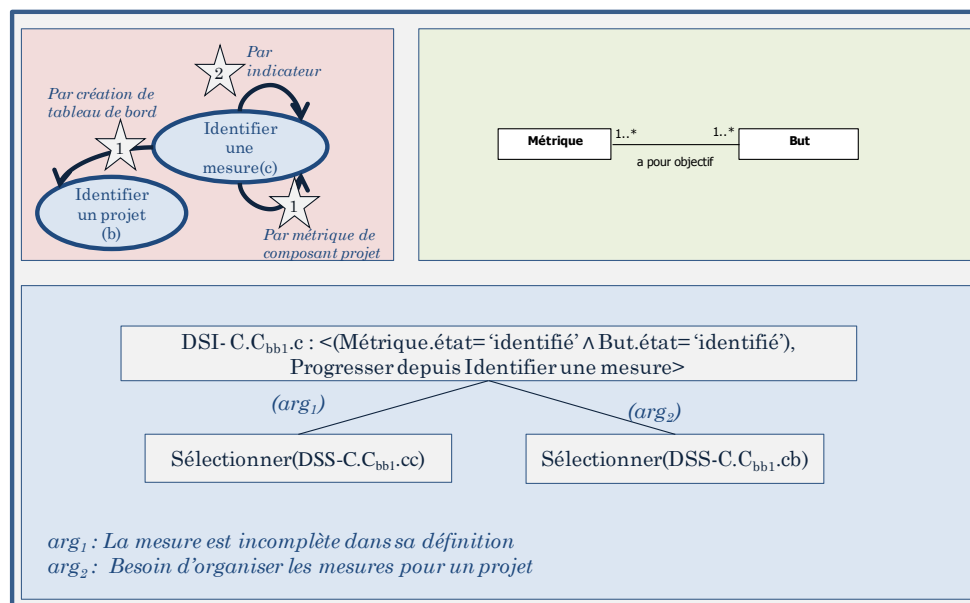 2
Par
indicateur
Par création de
tableau de bord
1
Identifier
une
mesure(c)
Identifier
un projet
(b)
1
Par métrique de
composant projet
Métrique
1..*
1..*
But
a pour objectif
DSI- C.Cbb1.c : <(Métrique.état= ‘identifié’ ∧ But.état= ‘identifié’),
Progresser depuis Identifier une mesure>
(arg1)
(arg2)
Sélectionner(DSS-C.Cbb1.cc)
Sélectionner(DSS-C.Cbb1.cb)
arg1 : La mesure est incomplète dans sa définition
arg2 : Besoin d’organiser les mesures pour un projet